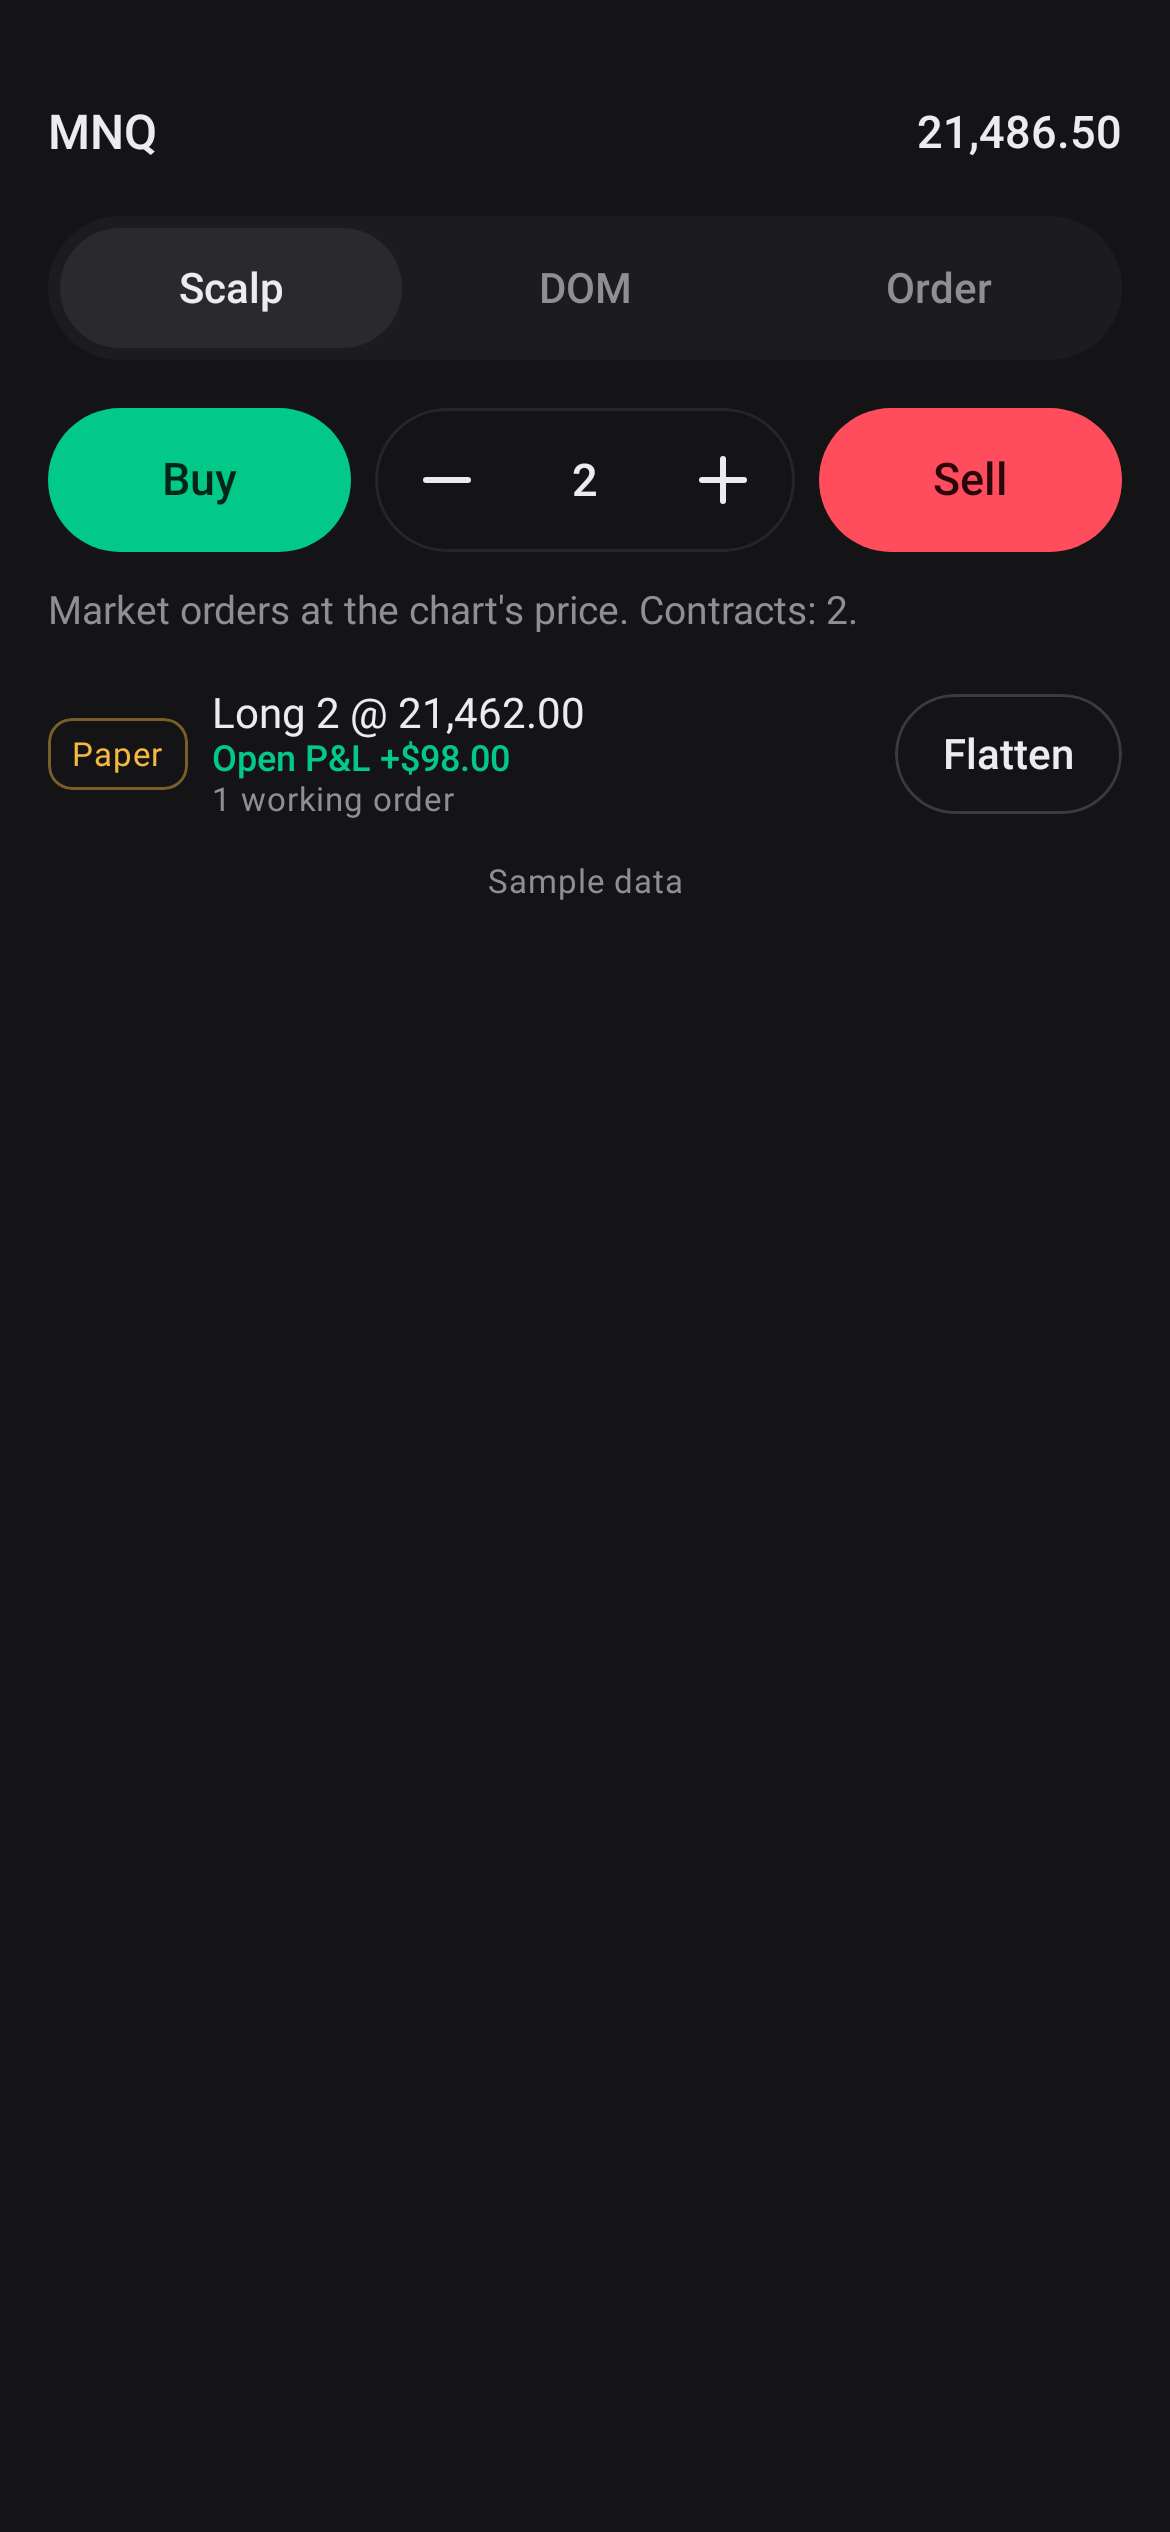 MNQ 21,486.50
Scalp DOM Order
Buy 2 Sell
Market orders at the chart's price. Contracts: 2.
Paper
Long 2 @ 21,462.00
Open P&L +$98.00
1 working order
Flatten
Sample data